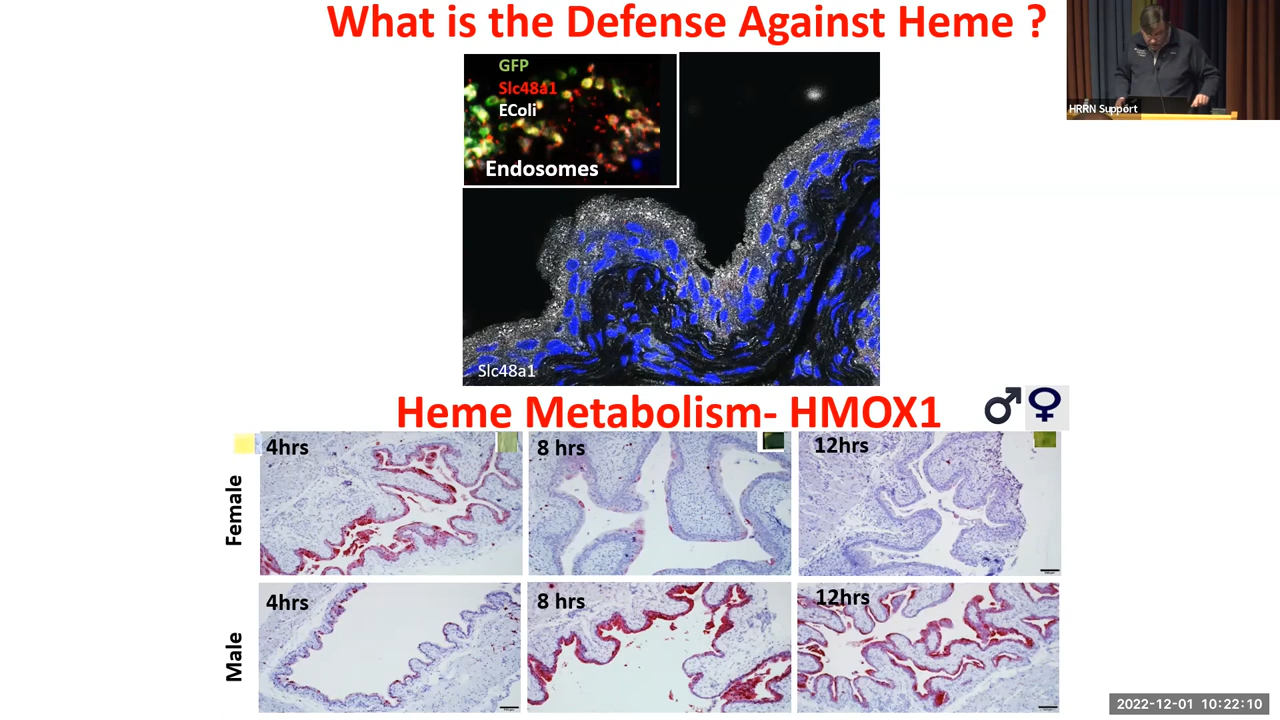 What is the Defense Against Heme ?
GFP
Slc48a1
EColi
Endosomes
Slc48a1
HRRN Support
Heme Metabolism- HMOX1
♂♀
4hrs
8 hrs
12hrs
Female
4hrs
8 hrs
12hrs
Male
2022-12-01 10:22:10